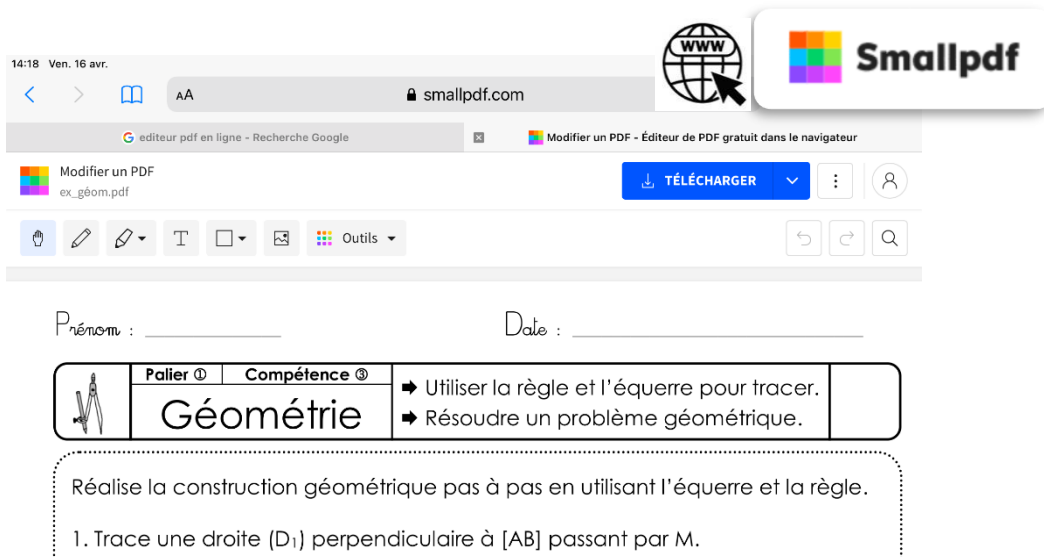 WWW
Smallpdf
14:18 Ven. 16 avr.
AA
smallpdf.com
G editeur pdf en ligne - Recherche Google
Modifier un PDF - Éditeur de PDF gratuit dans le navigateur
Modifier un PDF
ex_géom.pdf
TÉLÉCHARGER
T
Outils
Prénom : ____________
Date : ____________
Palier ① Compétence ③
Géométrie
➡ Utiliser la règle et l'équerre pour tracer.
➡ Résoudre un problème géométrique.
Réalise la construction géométrique pas à pas en utilisant l'équerre et la règle.
1. Trace une droite (D₁) perpendiculaire à [AB] passant par M.